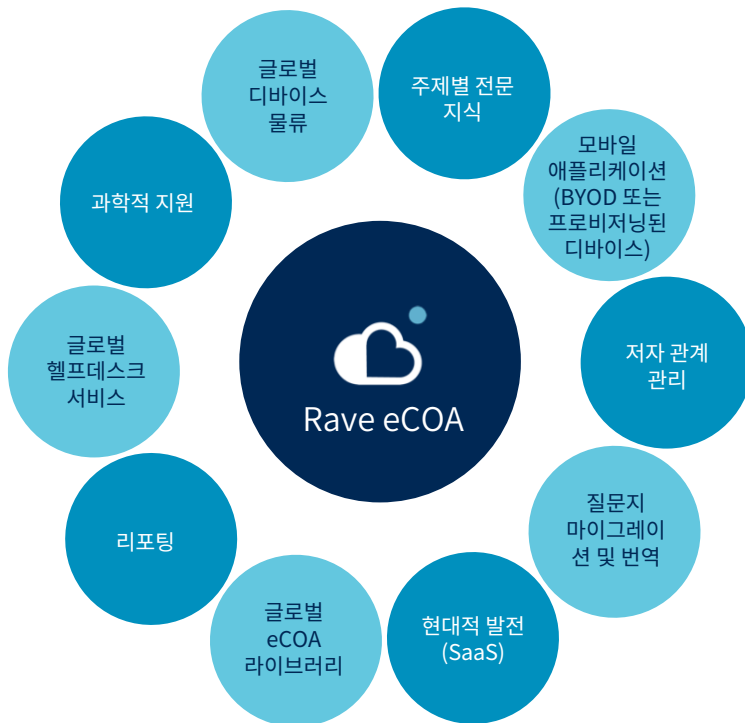 글로벌
디바이스
물류
주제별 전문
지식
모바일
애플리케이션
(BYOD 또는
프로비저닝된
디바이스)
과학적 지원
글로벌
헬프데스크
서비스
Rave eCOA
저자 관계
관리
리포팅
질문지
마이그레이
션 및 번역
글로벌
eCOA
라이브러리
현대적 발전
(SaaS)